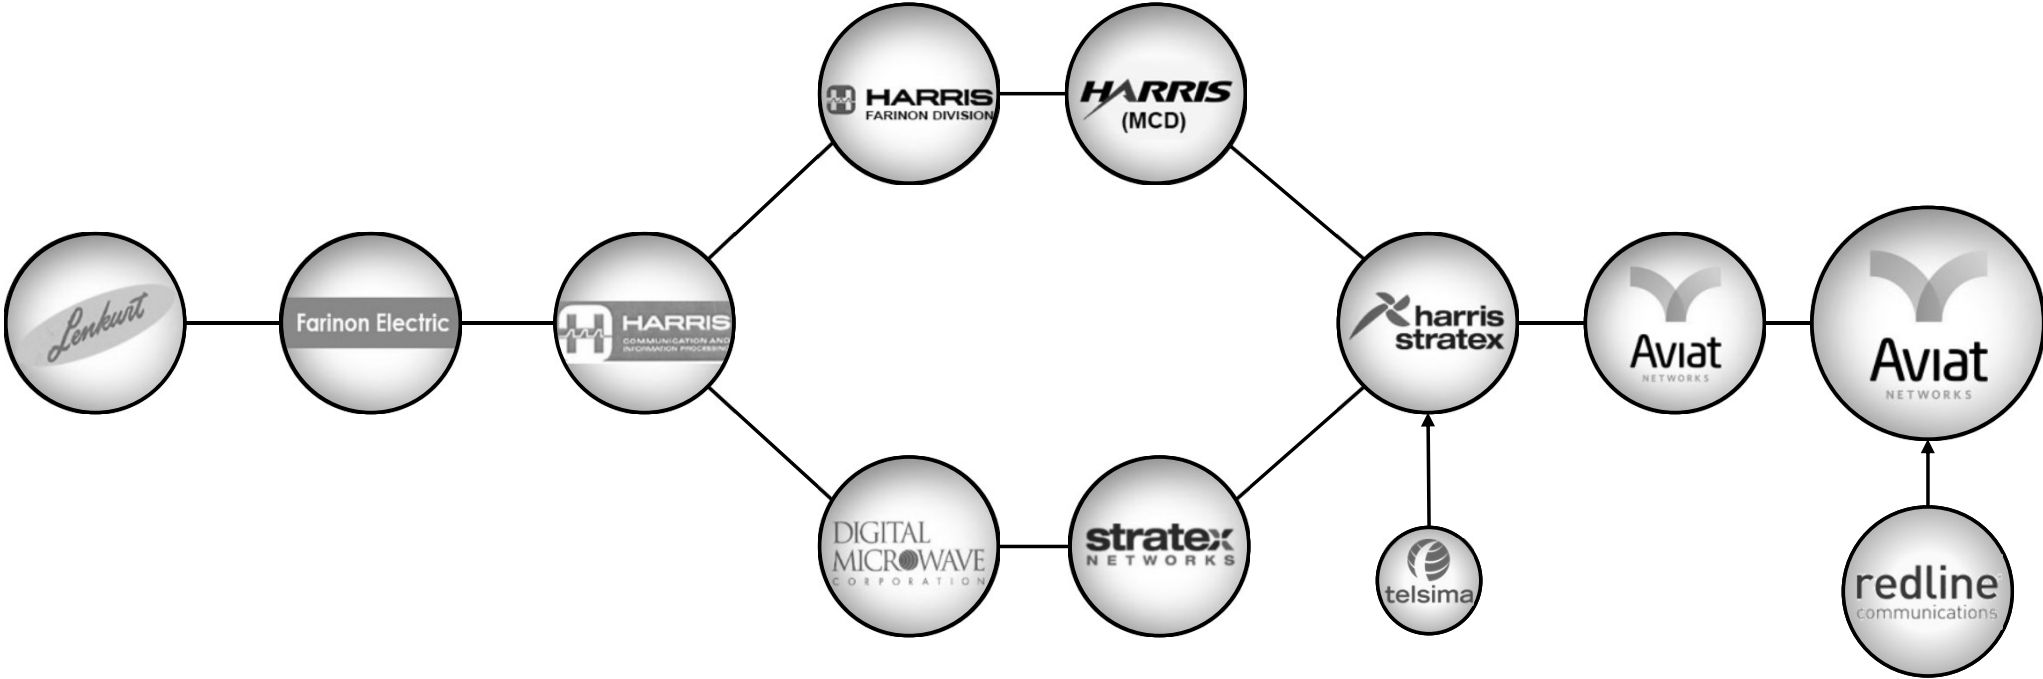 Lenkurt
Farinon Electric
HARRIS
COMMUNICATION AND
INFORMATION PROCESSING
HARRIS
FARINON DIVISION
HARRIS
(MCD)
DIGITAL
MICROWAVE
CORPORATION
stratex
NETWORKS
harris
stratex
telsima
Aviat
NETWORKS
Aviat
NETWORKS
redline
communications